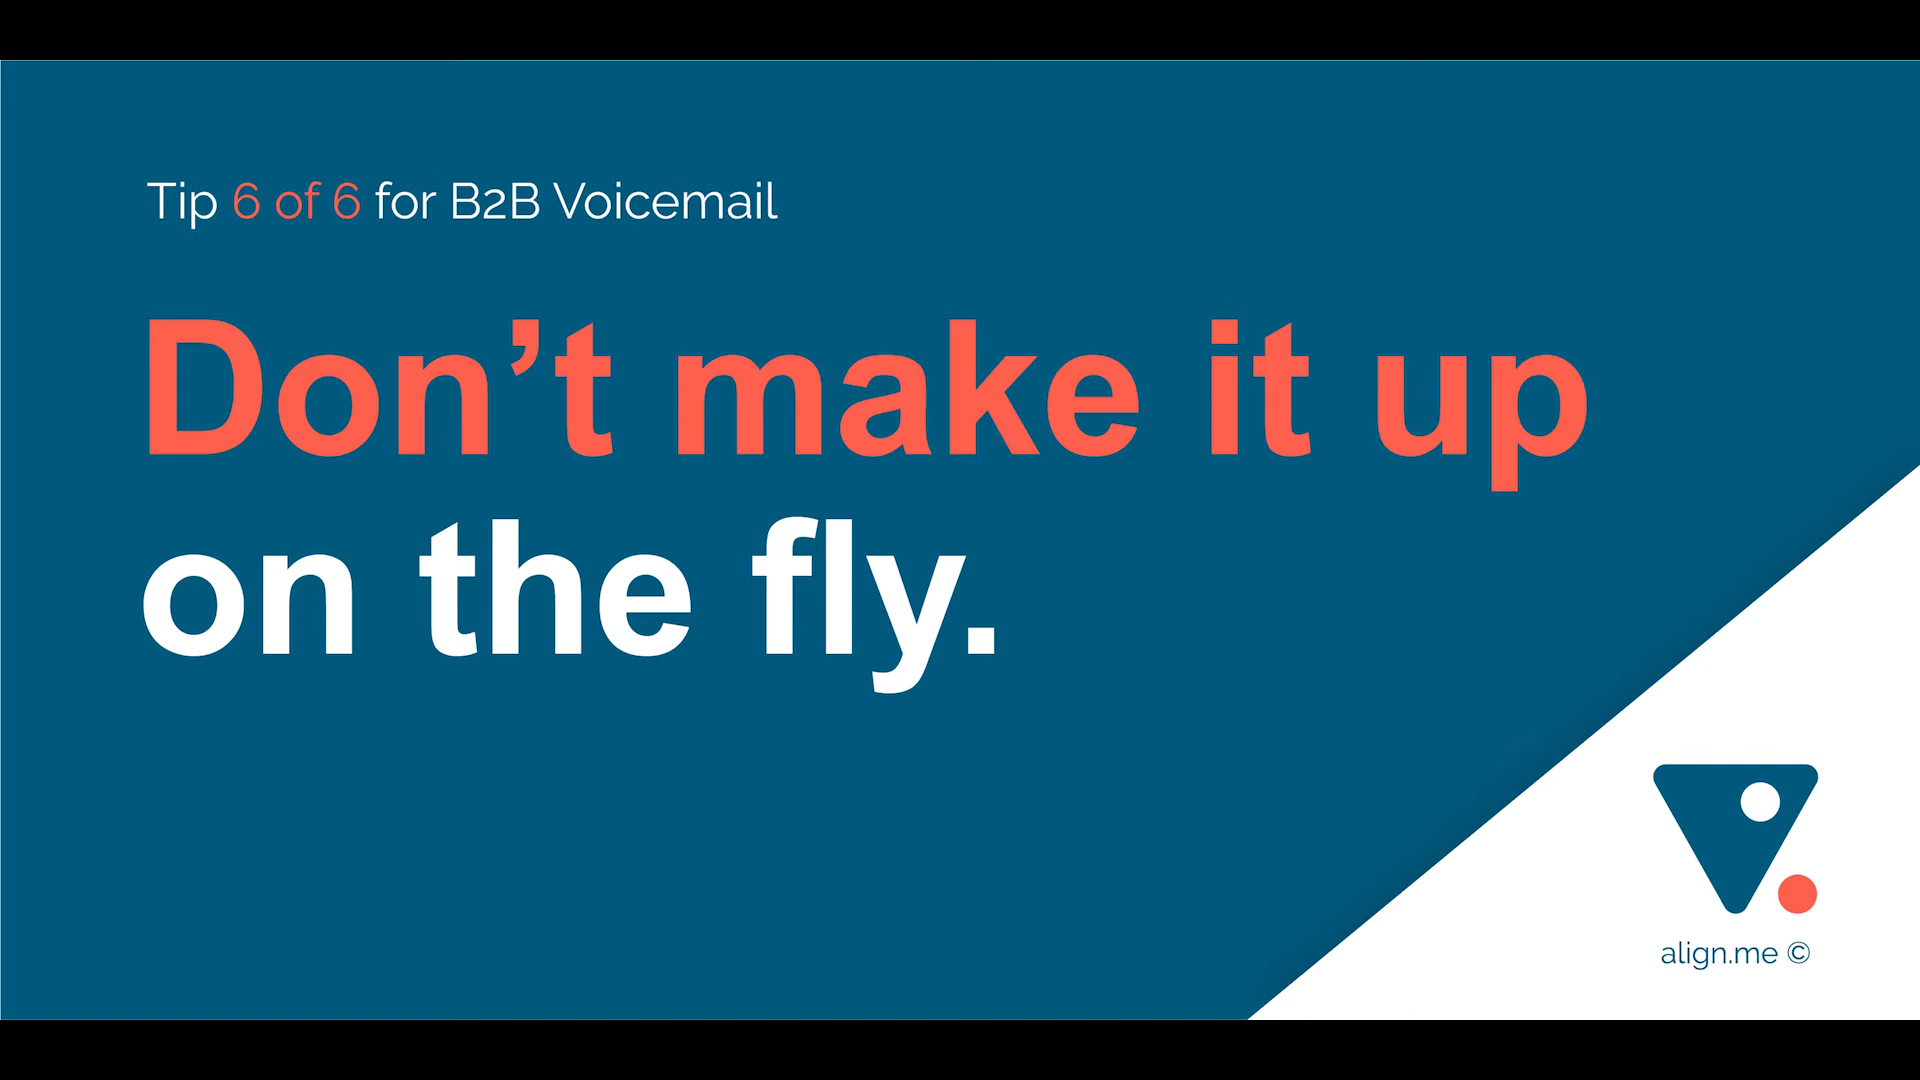 Tip 6 of 6 for B2B Voicemail
Don’t make it up
on the fly.
align.me ©